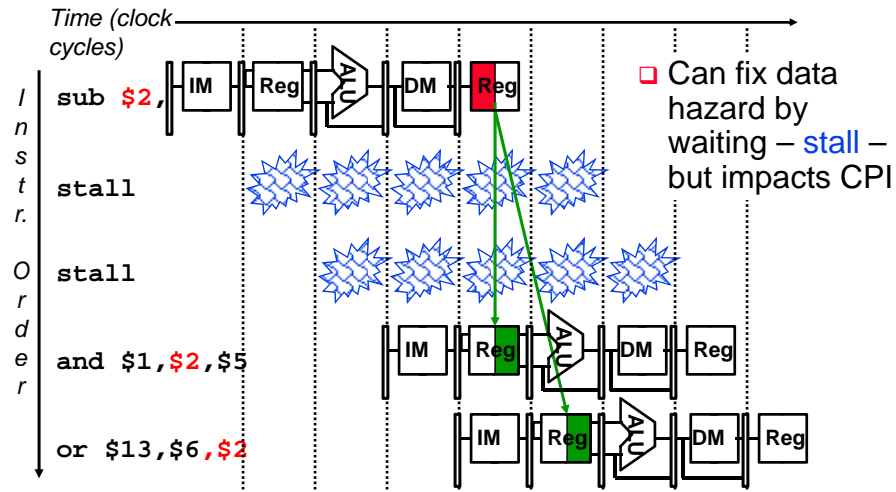 Time (clock
cycles)
I
n
s
t
r.
O
r
d
e
r
sub $2,
IM
Reg
ALU
DM
Reg
stall
stall
and $1,$2,$5
IM
Reg
ALU
DM
Reg
or $13,$6,$2
IM
Reg
ALU
DM
Reg
Can fix data
hazard by
waiting – stall –
but impacts CPI